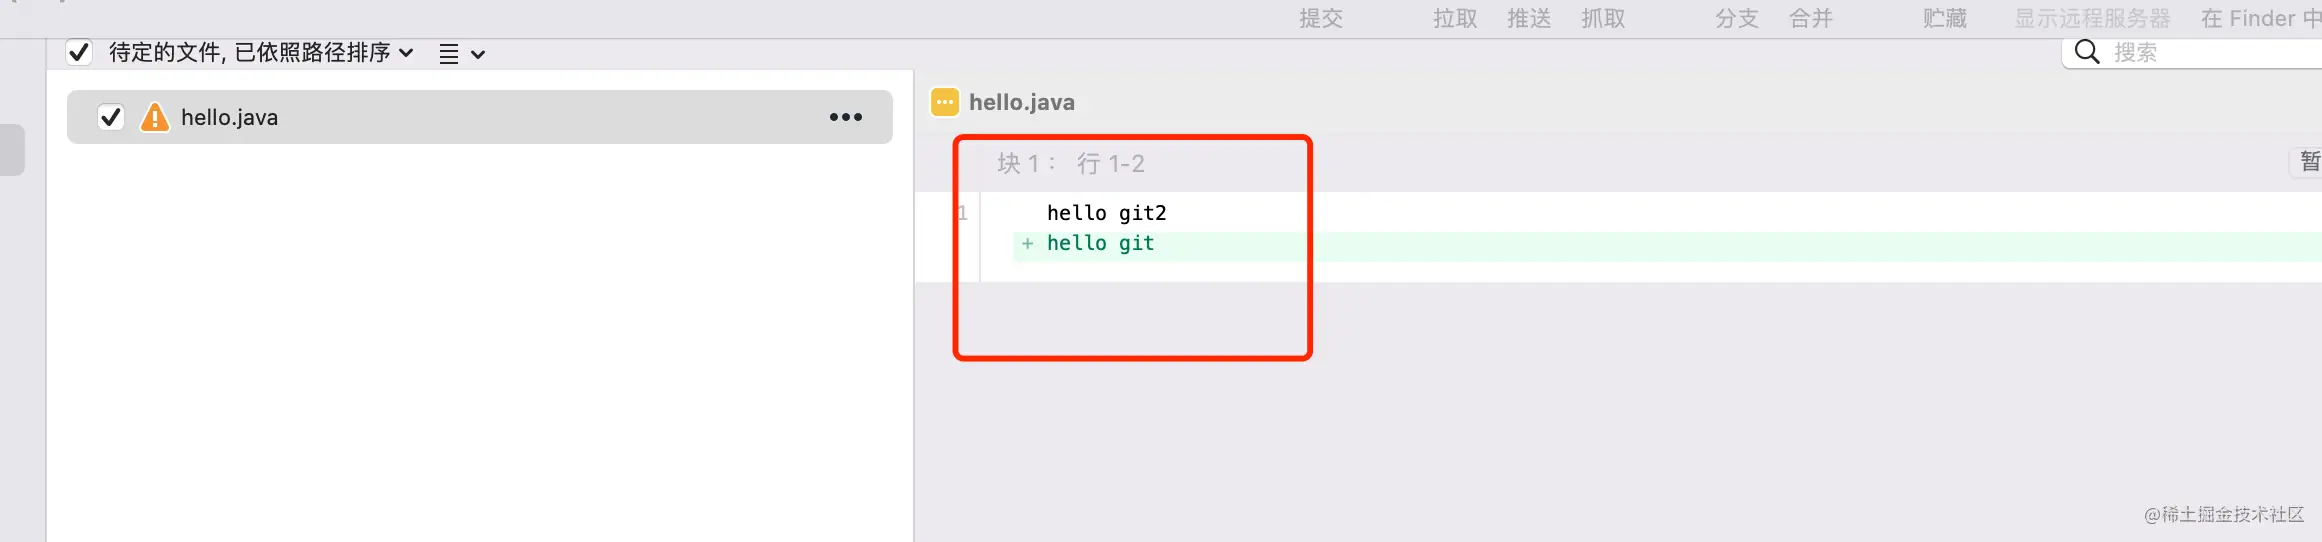 提交 拉取 推送 抓取 分支 合并 贮藏 显示远程服务器 在 Finder 中
待定的文件, 已依照路径排序 搜索
hello.java
hello.java
块 1： 行 1-2
暂
1 hello git2
+ hello git
@稀土掘金技术社区